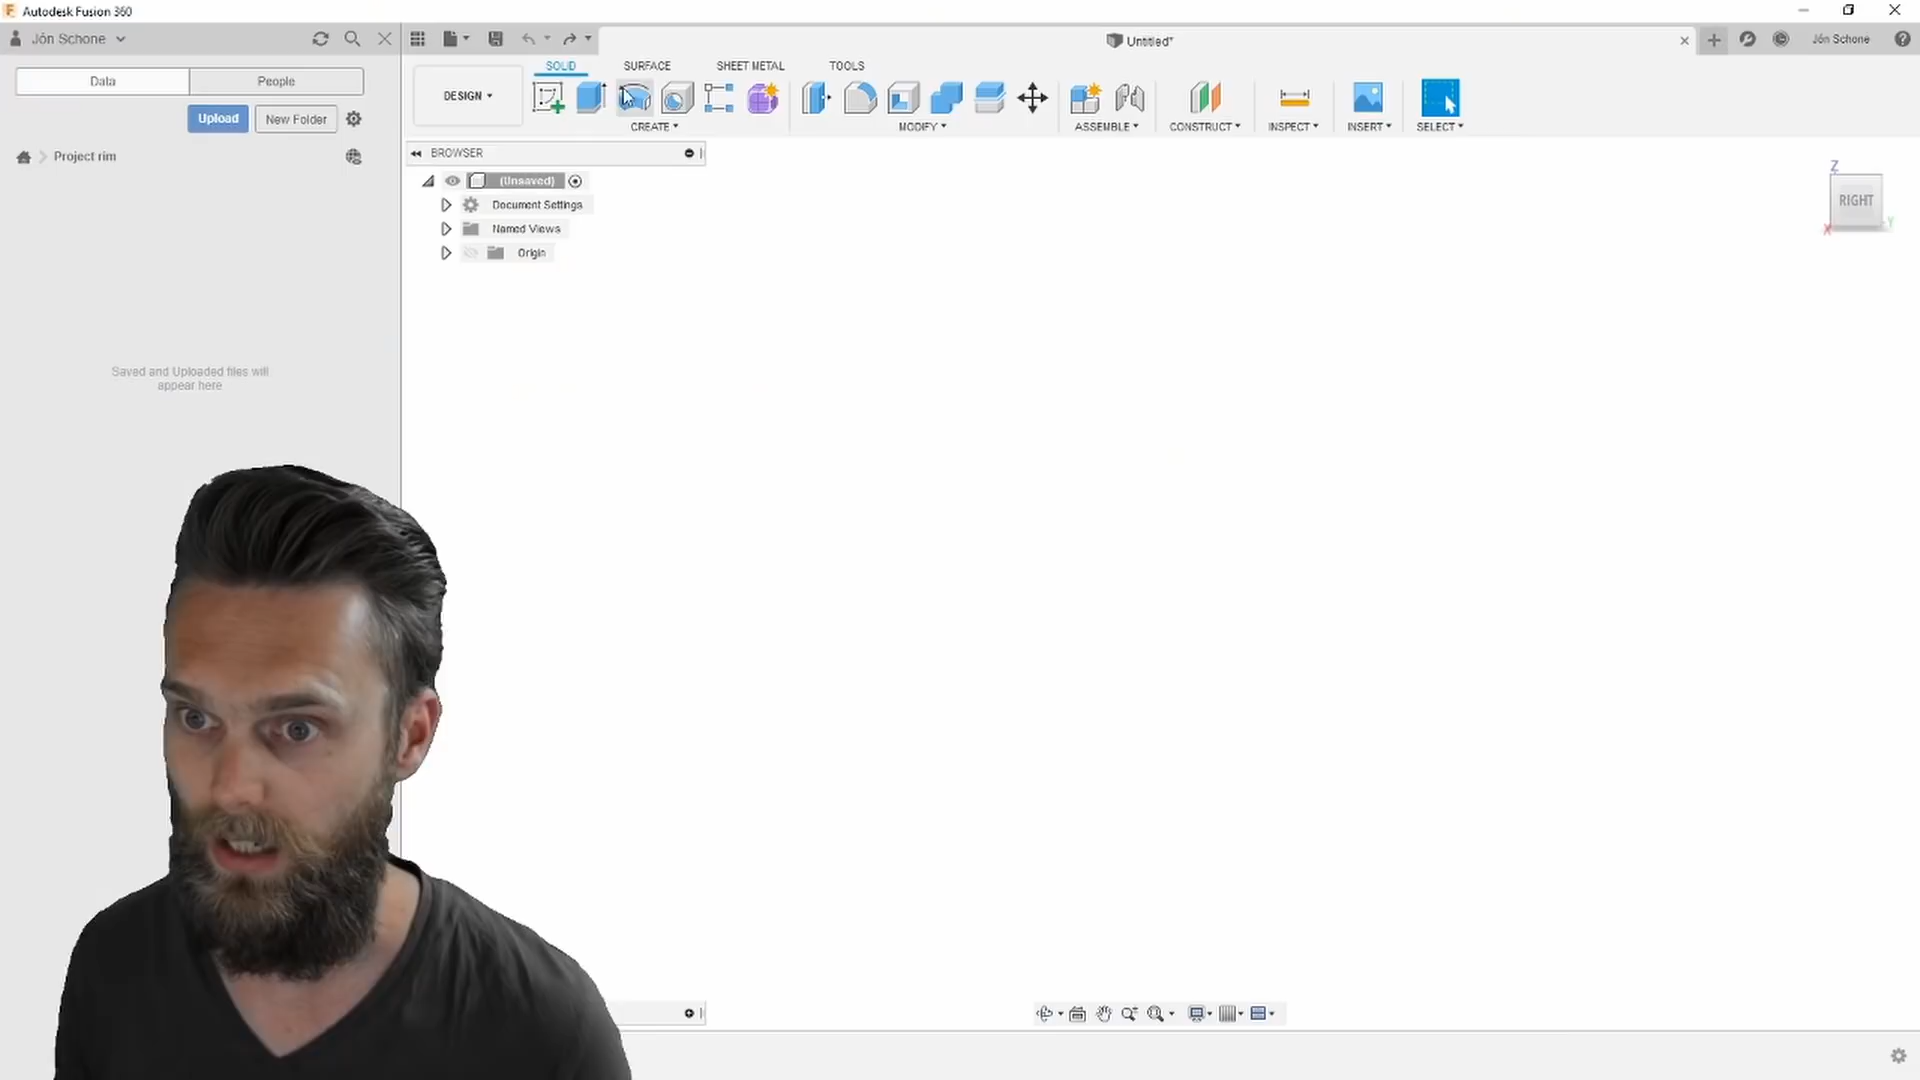 Autodesk Fusion 360
Jón Schone
Untitled*
Jón Schone
Data
People
SOLID
SURFACE
SHEET METAL
TOOLS
DESIGN
Upload
New Folder
CREATE
MODIFY
ASSEMBLE
CONSTRUCT
INSPECT
INSERT
SELECT
Project rim
BROWSER
(Unsaved)
Document Settings
Named Views
Origin
Z
RIGHT
X
Y
Saved and Uploaded files will
appear here